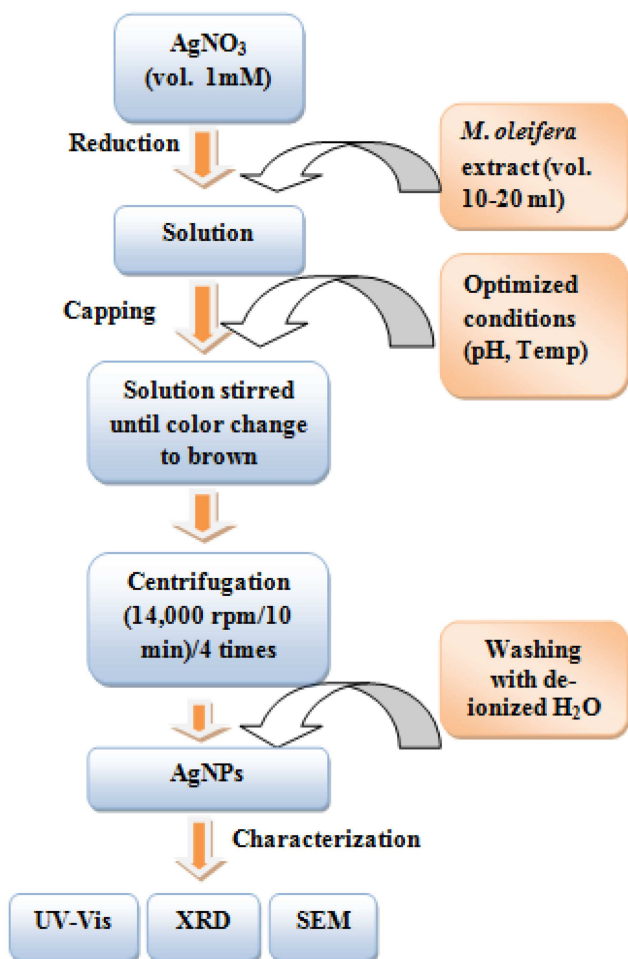 AgNO₃
(vol. 1mM)
Reduction
M. oleifera
extract (vol.
10-20 ml)
Solution
Capping
Optimized
conditions
(pH, Temp)
Solution stirred
until color change
to brown
Centrifugation
(14,000 rpm/10
min)/4 times
Washing
with de-
ionized H₂O
AgNPs
Characterization
UV-Vis
XRD
SEM